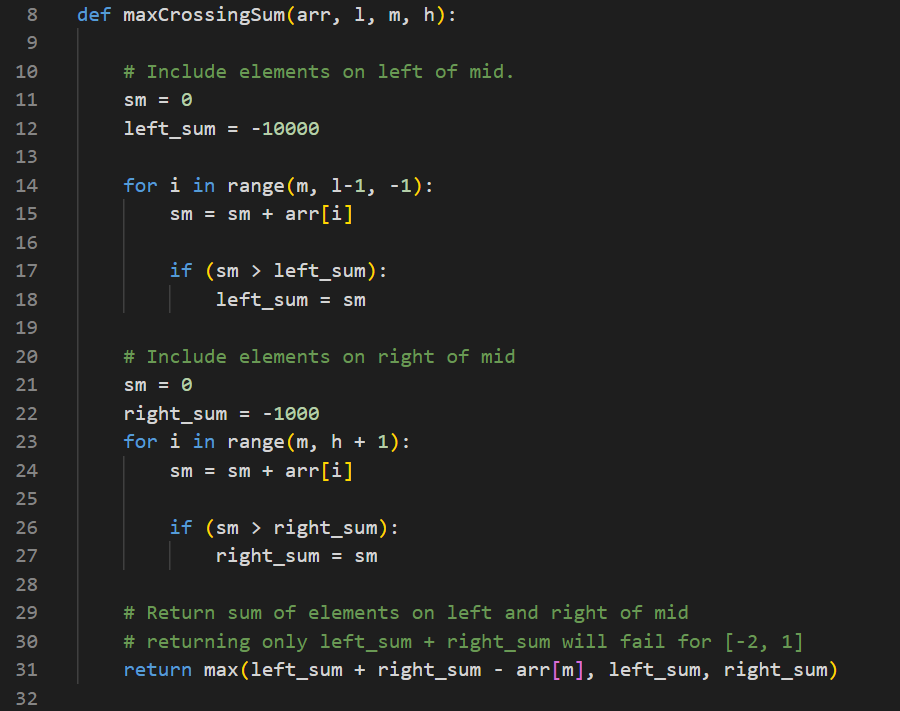 8 def maxCrossingSum(arr, l, m, h):
9
10 # Include elements on left of mid.
11 sm = 0
12 left_sum = -10000
13
14 for i in range(m, l-1, -1):
15 sm = sm + arr[i]
16
17 if (sm > left_sum):
18 left_sum = sm
19
20 # Include elements on right of mid
21 sm = 0
22 right_sum = -1000
23 for i in range(m, h + 1):
24 sm = sm + arr[i]
25
26 if (sm > right_sum):
27 right_sum = sm
28
29 # Return sum of elements on left and right of mid
30 # returning only left_sum + right_sum will fail for [-2, 1]
31 return max(left_sum + right_sum - arr[m], left_sum, right_sum)
32